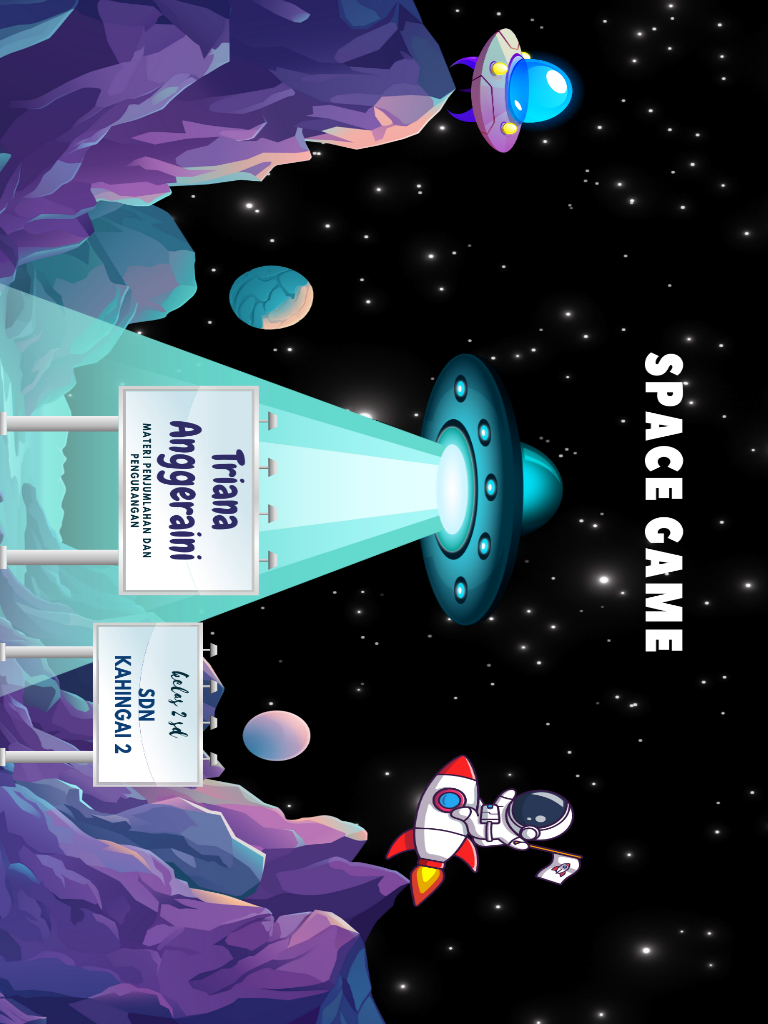 SPACE GAME
Triana
Anggeraini
MATERI PENJUMLAHAN DAN
PENGURANGAN
kelas 2 sd
SDN
KAHINGAI 2